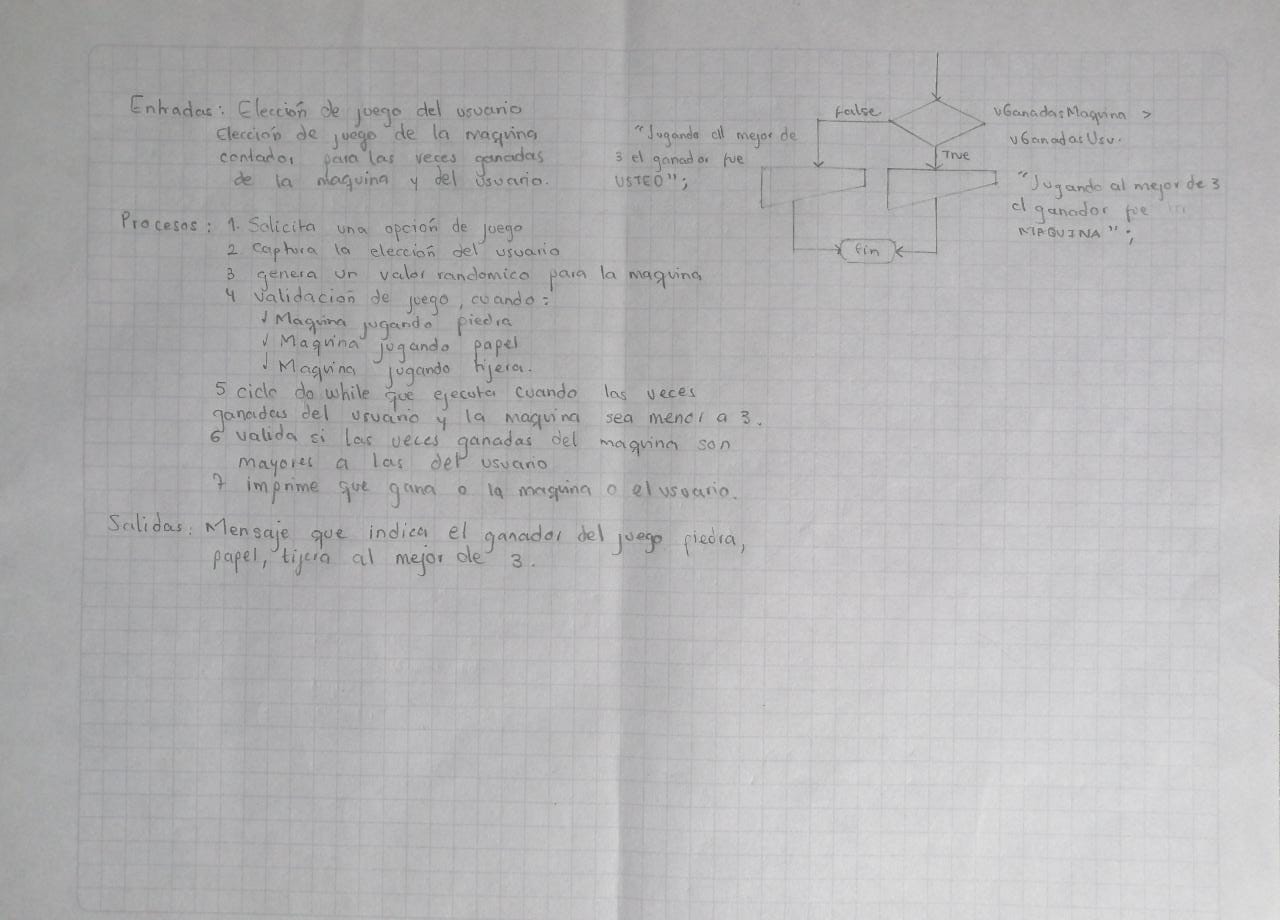 Entradas: Elección de juego del usuario
Elección de juego de la maquina
contador para las veces ganadas
de la maquina y del usuario.
Procesos: 1. Solicita una opción de juego
2 captura la elección del usuario
3 genera un valor randomico para la maquina
4 validación de juego, cuando:
✓ Maquina jugando piedra
✓ Maquina jugando papel
✓ Maquina jugando tijera.
5 ciclo do while que ejecuta cuando las veces
ganadas del usuario y la maquina sea menor a 3.
6 valida si las veces ganadas del maquina son
mayores a las del usuario
7 imprime que gana o la maquina o el usuario.
Salidas: Mensaje que indica el ganador del juego piedra,
papel, tijera al mejor de 3.
False
vGanadasMaquina >
vGanadasUsu.
True
"Jugando al mejor de
3 el ganador fue
USTED";
"Jugando al mejor de 3
el ganador fue
MAQUINA";
fin